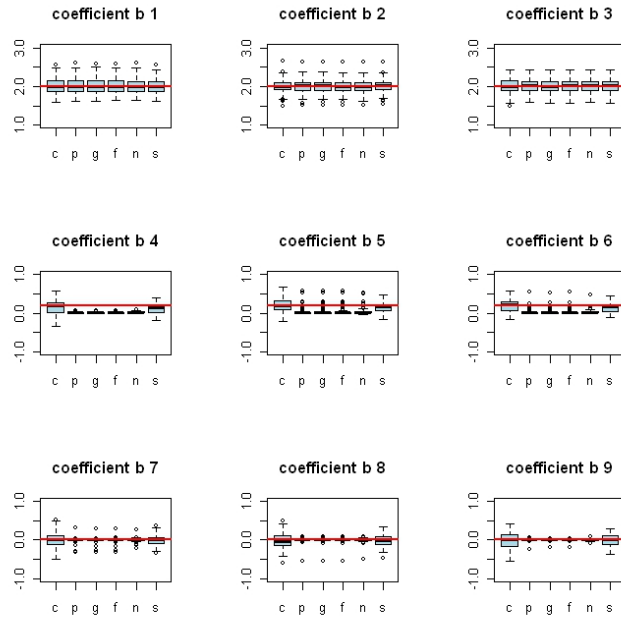 coefficient b 1
coefficient b 2
coefficient b 3
3.0
2.0
1.0
3.0
2.0
1.0
3.0
2.0
1.0
c p g f n s
c p g f n s
c p g f n s
coefficient b 4
coefficient b 5
coefficient b 6
1.0
0.0
-1.0
1.0
0.0
-1.0
1.0
0.0
-1.0
c p g f n s
c p g f n s
c p g f n s
coefficient b 7
coefficient b 8
coefficient b 9
1.0
0.0
-1.0
1.0
0.0
-1.0
1.0
0.0
-1.0
c p g f n s
c p g f n s
c p g f n s